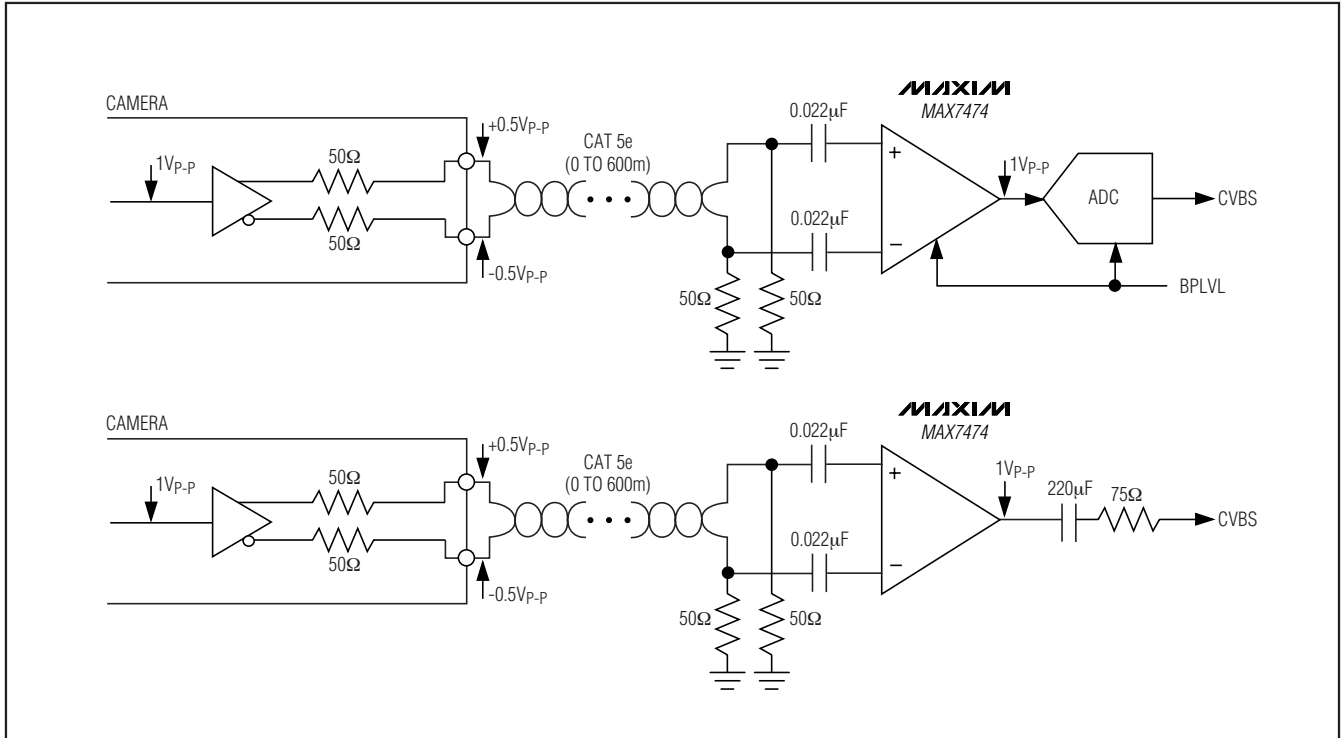 CAMERA
1VP-P
50Ω
50Ω
+0.5VP-P
-0.5VP-P
CAT 5e
(0 TO 600m)
0.022µF
0.022µF
50Ω
50Ω
MAXIM
MAX7474
+
−
1VP-P
ADC
CVBS
BPLVL
CAMERA
1VP-P
50Ω
50Ω
+0.5VP-P
-0.5VP-P
CAT 5e
(0 TO 600m)
0.022µF
0.022µF
50Ω
50Ω
MAXIM
MAX7474
+
−
1VP-P
220µF
75Ω
CVBS